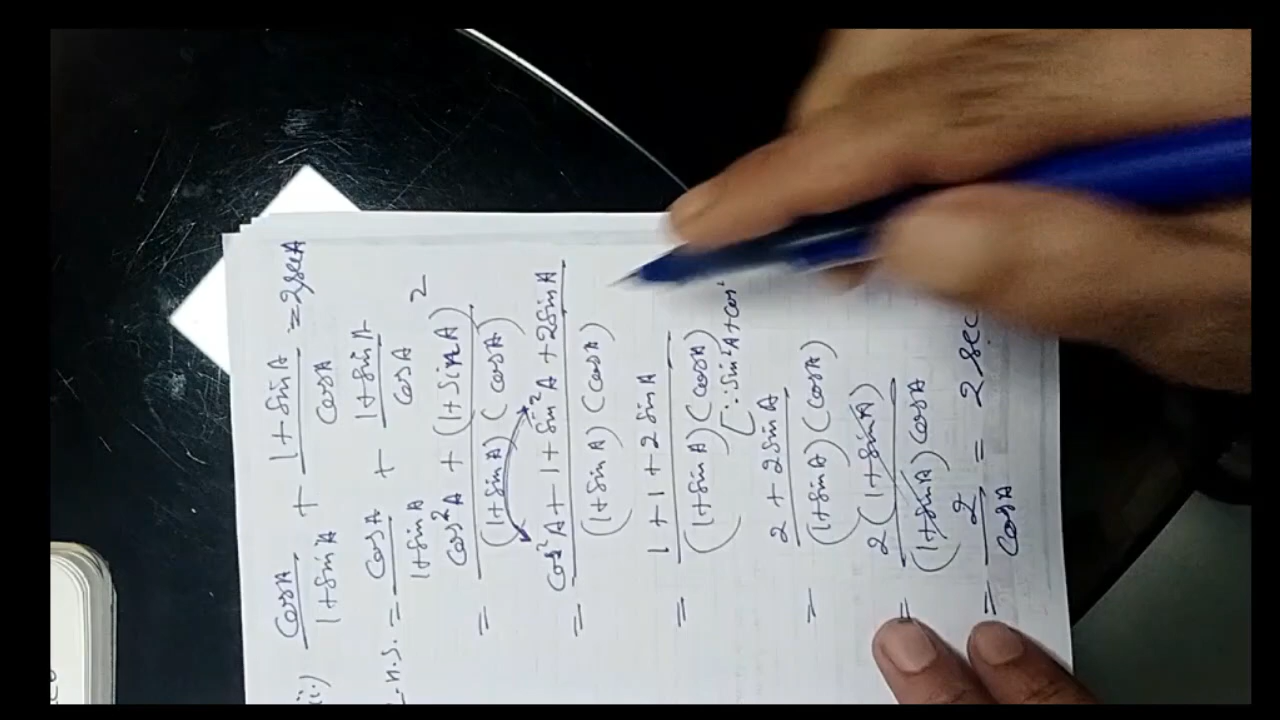 ii) cosA/(1+sinA) + (1+sinA)/cosA = 2secA
H.S. = cosA/(1+sinA) + (1+sinA)/cosA
= (cos²A + (1+sinA)²)/((1+sinA)(cosA))
= (cos²A + 1 + sin²A + 2sinA)/((1+sinA)(cosA))
= (1+1+2sinA)/((1+sinA)(cosA))
[∵ sin²A+cos²
= (2+2sinA)/((1+sinA)(cosA))
= 2(1+sinA)/((1+sinA)cosA)
= 2/cosA = 2sec